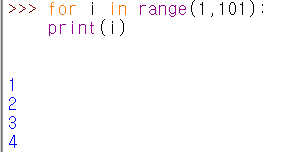 >>> for i in range(1,101):
print(i)
1
2
3
4